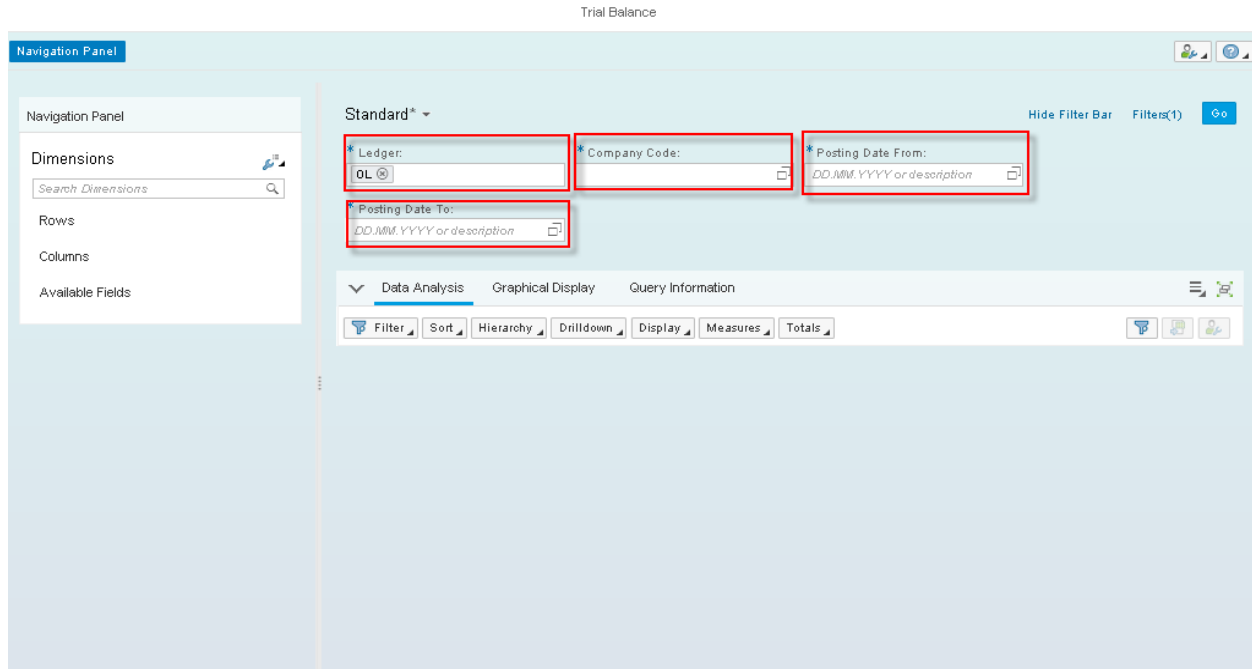 Trial Balance
Navigation Panel
Navigation Panel
Dimensions
Search Dimensions
Rows
Columns
Available Fields
Standard*
Hide Filter Bar Filters(1) Go
* Ledger: * Company Code: * Posting Date From:
0L DD.MM.YYYY or description
* Posting Date To:
DD.MM.YYYY or description
Data Analysis Graphical Display Query Information
Filter Sort Hierarchy Drilldown Display Measures Totals